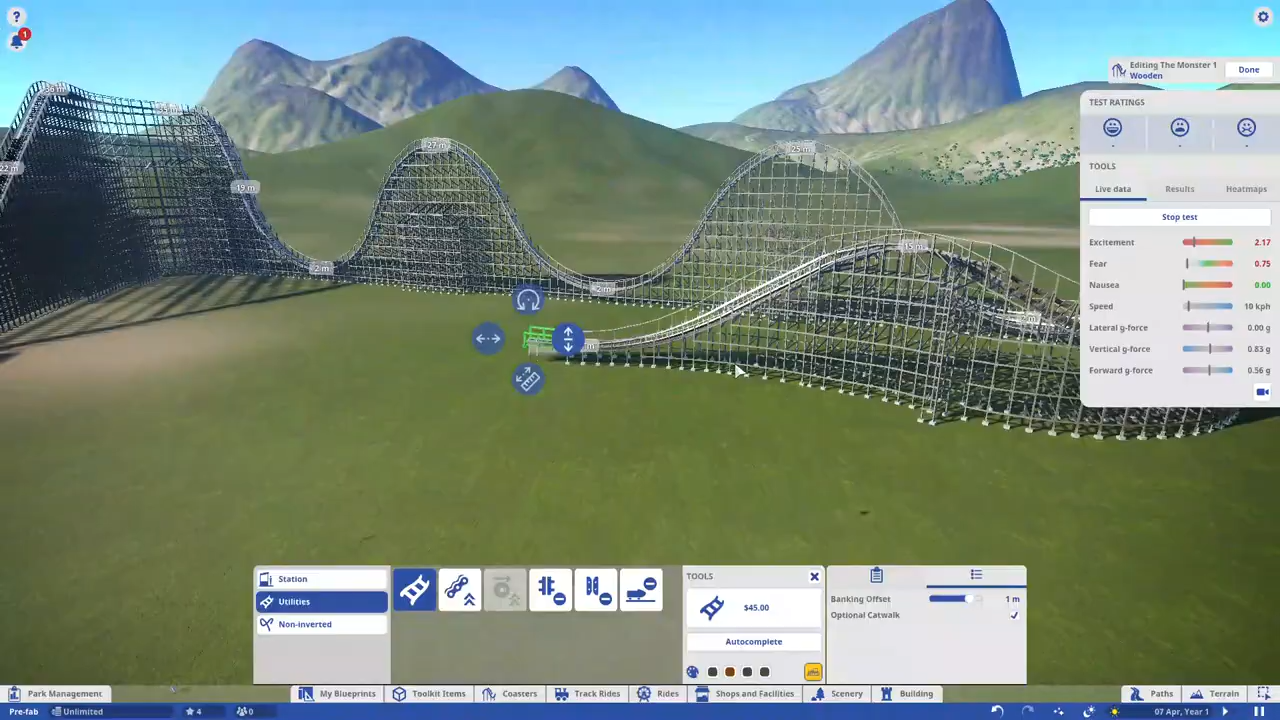 ?
1
Editing The Monster 1
Wooden
Done
TEST RATINGS
-
-
-
TOOLS
Live data
Results
Heatmaps
Stop test
Excitement
2.17
Fear
0.75
Nausea
0.00
Speed
10 kph
Lateral g-force
0.00 g
Vertical g-force
0.83 g
Forward g-force
0.56 g
22 m
19 m
27 m
25 m
2 m
2 m
15 m
Station
Utilities
Non-inverted
TOOLS
$45.00
Autocomplete
Banking Offset
1 m
Optional Catwalk
Park Management
My Blueprints
Toolkit Items
Coasters
Track Rides
Rides
Shops and Facilities
Scenery
Building
Paths
Terrain
Pre-fab
Unlimited
4
0
07 Apr, Year 1